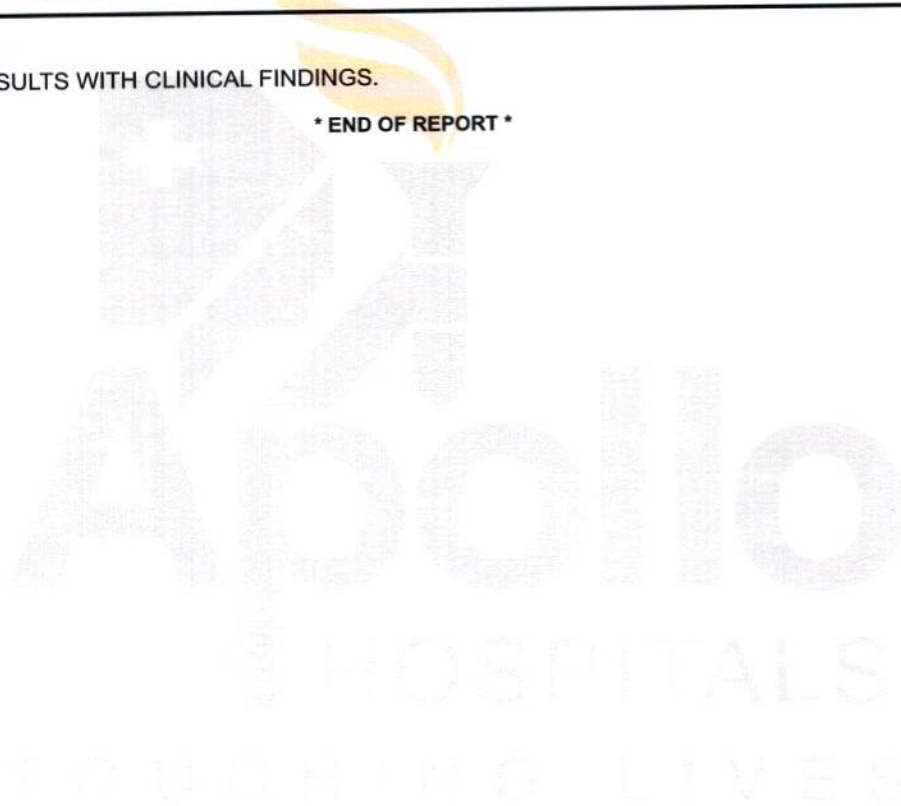 SULTS WITH CLINICAL FINDINGS.
* END OF REPORT *
Apollo
HOSPITALS
TOUCHING LIVES